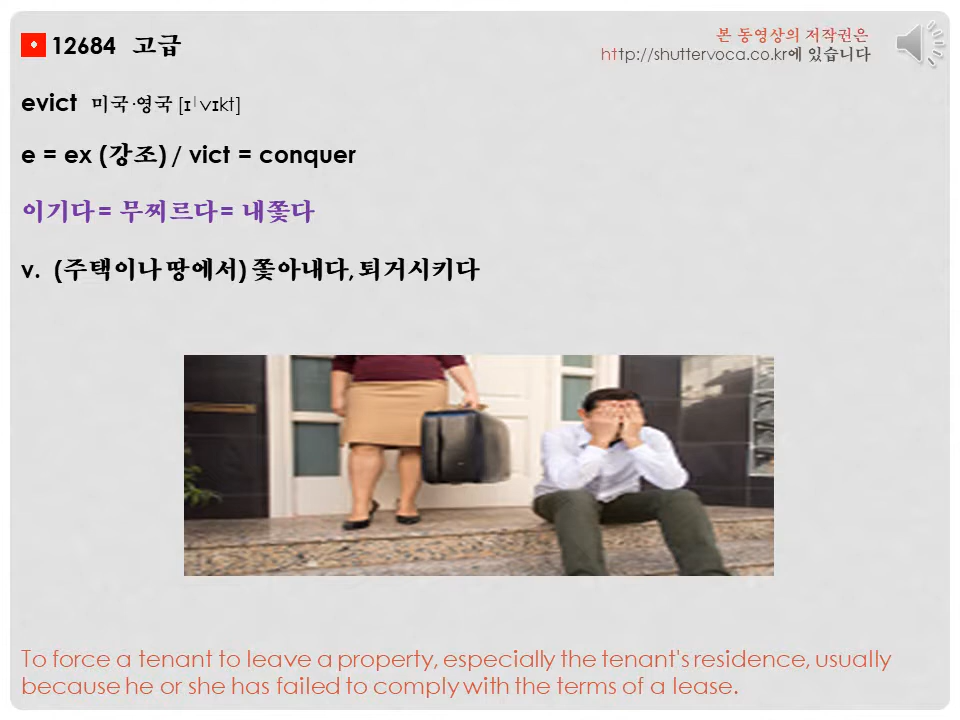 12684 고급
본 동영상의 저작권은
http://shuttervoca.co.kr에 있습니다
evict 미국·영국 [ɪˈvɪkt]
e = ex (강조) / vict = conquer
이기다 = 무찌르다 = 내쫓다
v. (주택이나 땅에서) 쫓아내다, 퇴거시키다
To force a tenant to leave a property, especially the tenant's residence, usually
because he or she has failed to comply with the terms of a lease.